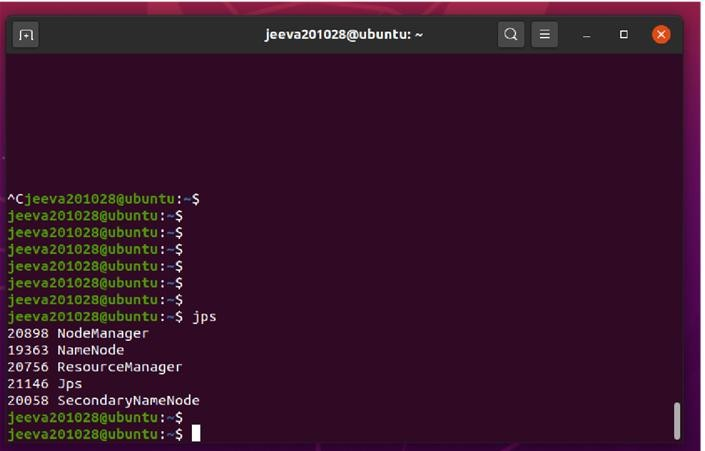 jeeva201028@ubuntu: ~
^Cjeeva201028@ubuntu:~$
jeeva201028@ubuntu:~$
jeeva201028@ubuntu:~$
jeeva201028@ubuntu:~$
jeeva201028@ubuntu:~$
jeeva201028@ubuntu:~$
jeeva201028@ubuntu:~$
jeeva201028@ubuntu:~$ jps
20898 NodeManager
19363 NameNode
20756 ResourceManager
21146 Jps
20058 SecondaryNameNode
jeeva201028@ubuntu:~$
jeeva201028@ubuntu:~$